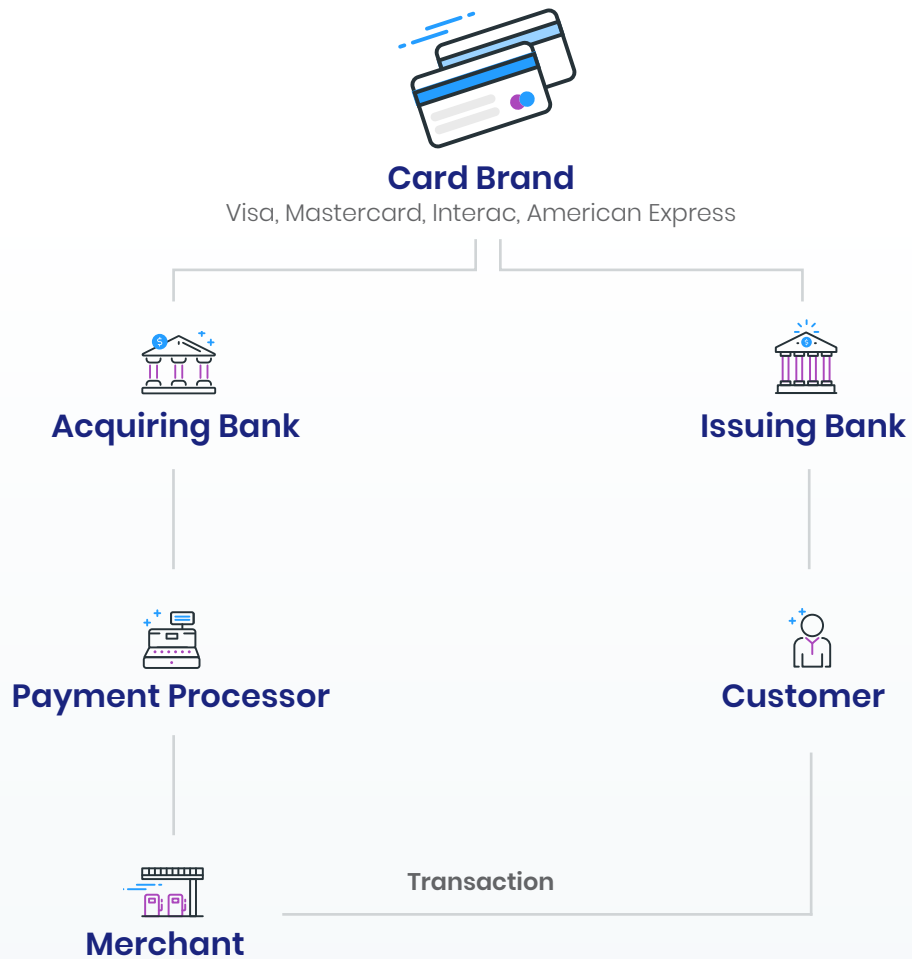 Card Brand
Visa, Mastercard, Interac, American Express
Acquiring Bank
Issuing Bank
Payment Processor
Customer
Transaction
Merchant